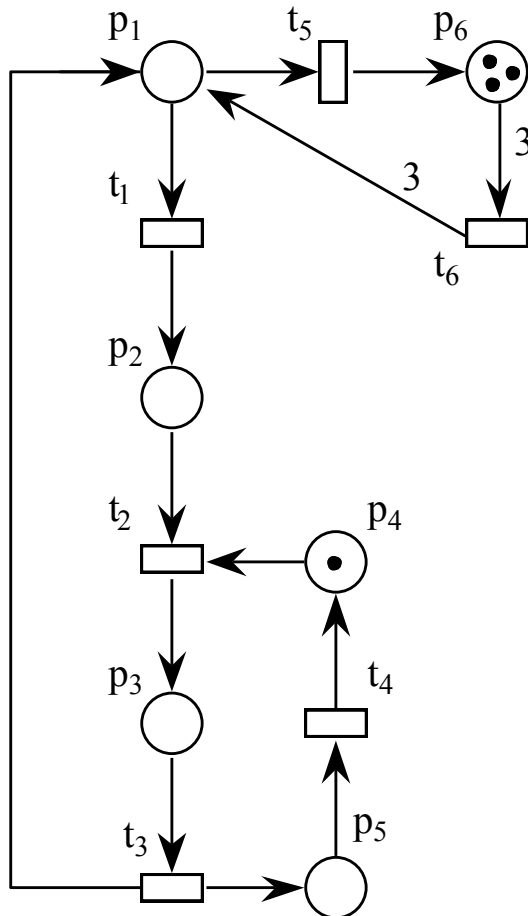 p₁
t₅
p₆
3
3
t₁
t₆
p₂
t₂
p₄
p₃
t₄
t₃
p₅